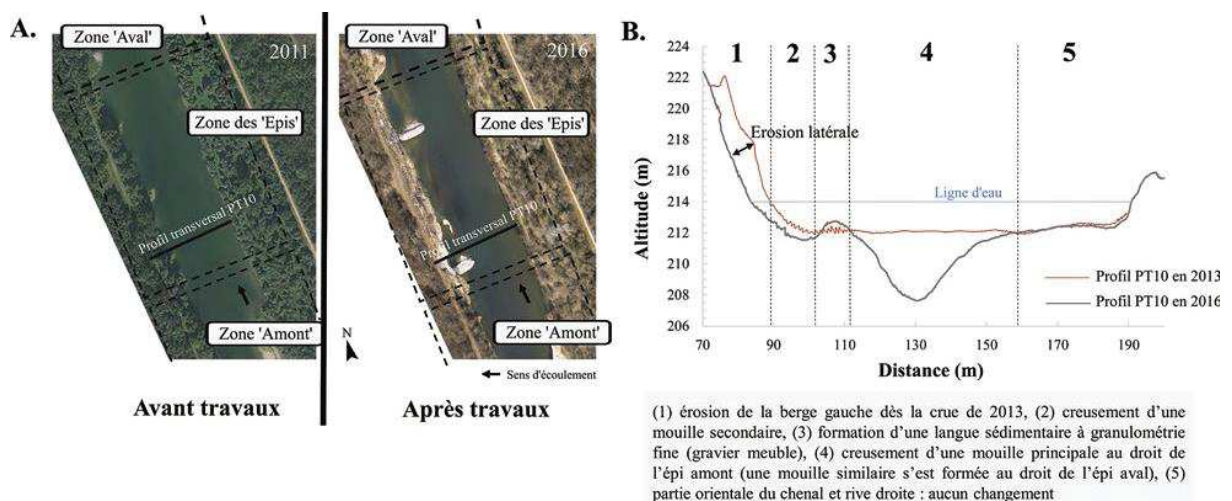 A.
Zone 'Aval'
2011
Zone des 'Epis'
Profil transversal PT10
Zone 'Amont'
Avant travaux
Zone 'Aval'
2016
Zone des 'Epis'
Profil transversal PT10
Zone 'Amont'
N
Sens d'écoulement
Après travaux
B.
1 2 3 4 5
224
222
220
218
216
214
212
210
208
206
Altitude (m)
Erosion latérale
Ligne d'eau
Profil PT10 en 2013
Profil PT10 en 2016
70 90 110 130 150 170 190
Distance (m)
(1) érosion de la berge gauche dès la crue de 2013, (2) creusement d'une
mouille secondaire, (3) formation d'une langue sédimentaire à granulométrie
fine (gravier meuble), (4) creusement d'une mouille principale au droit de
l'épi amont (une mouille similaire s'est formée au droit de l'épi aval), (5)
partie orientale du chenal et rive droite : aucun changement